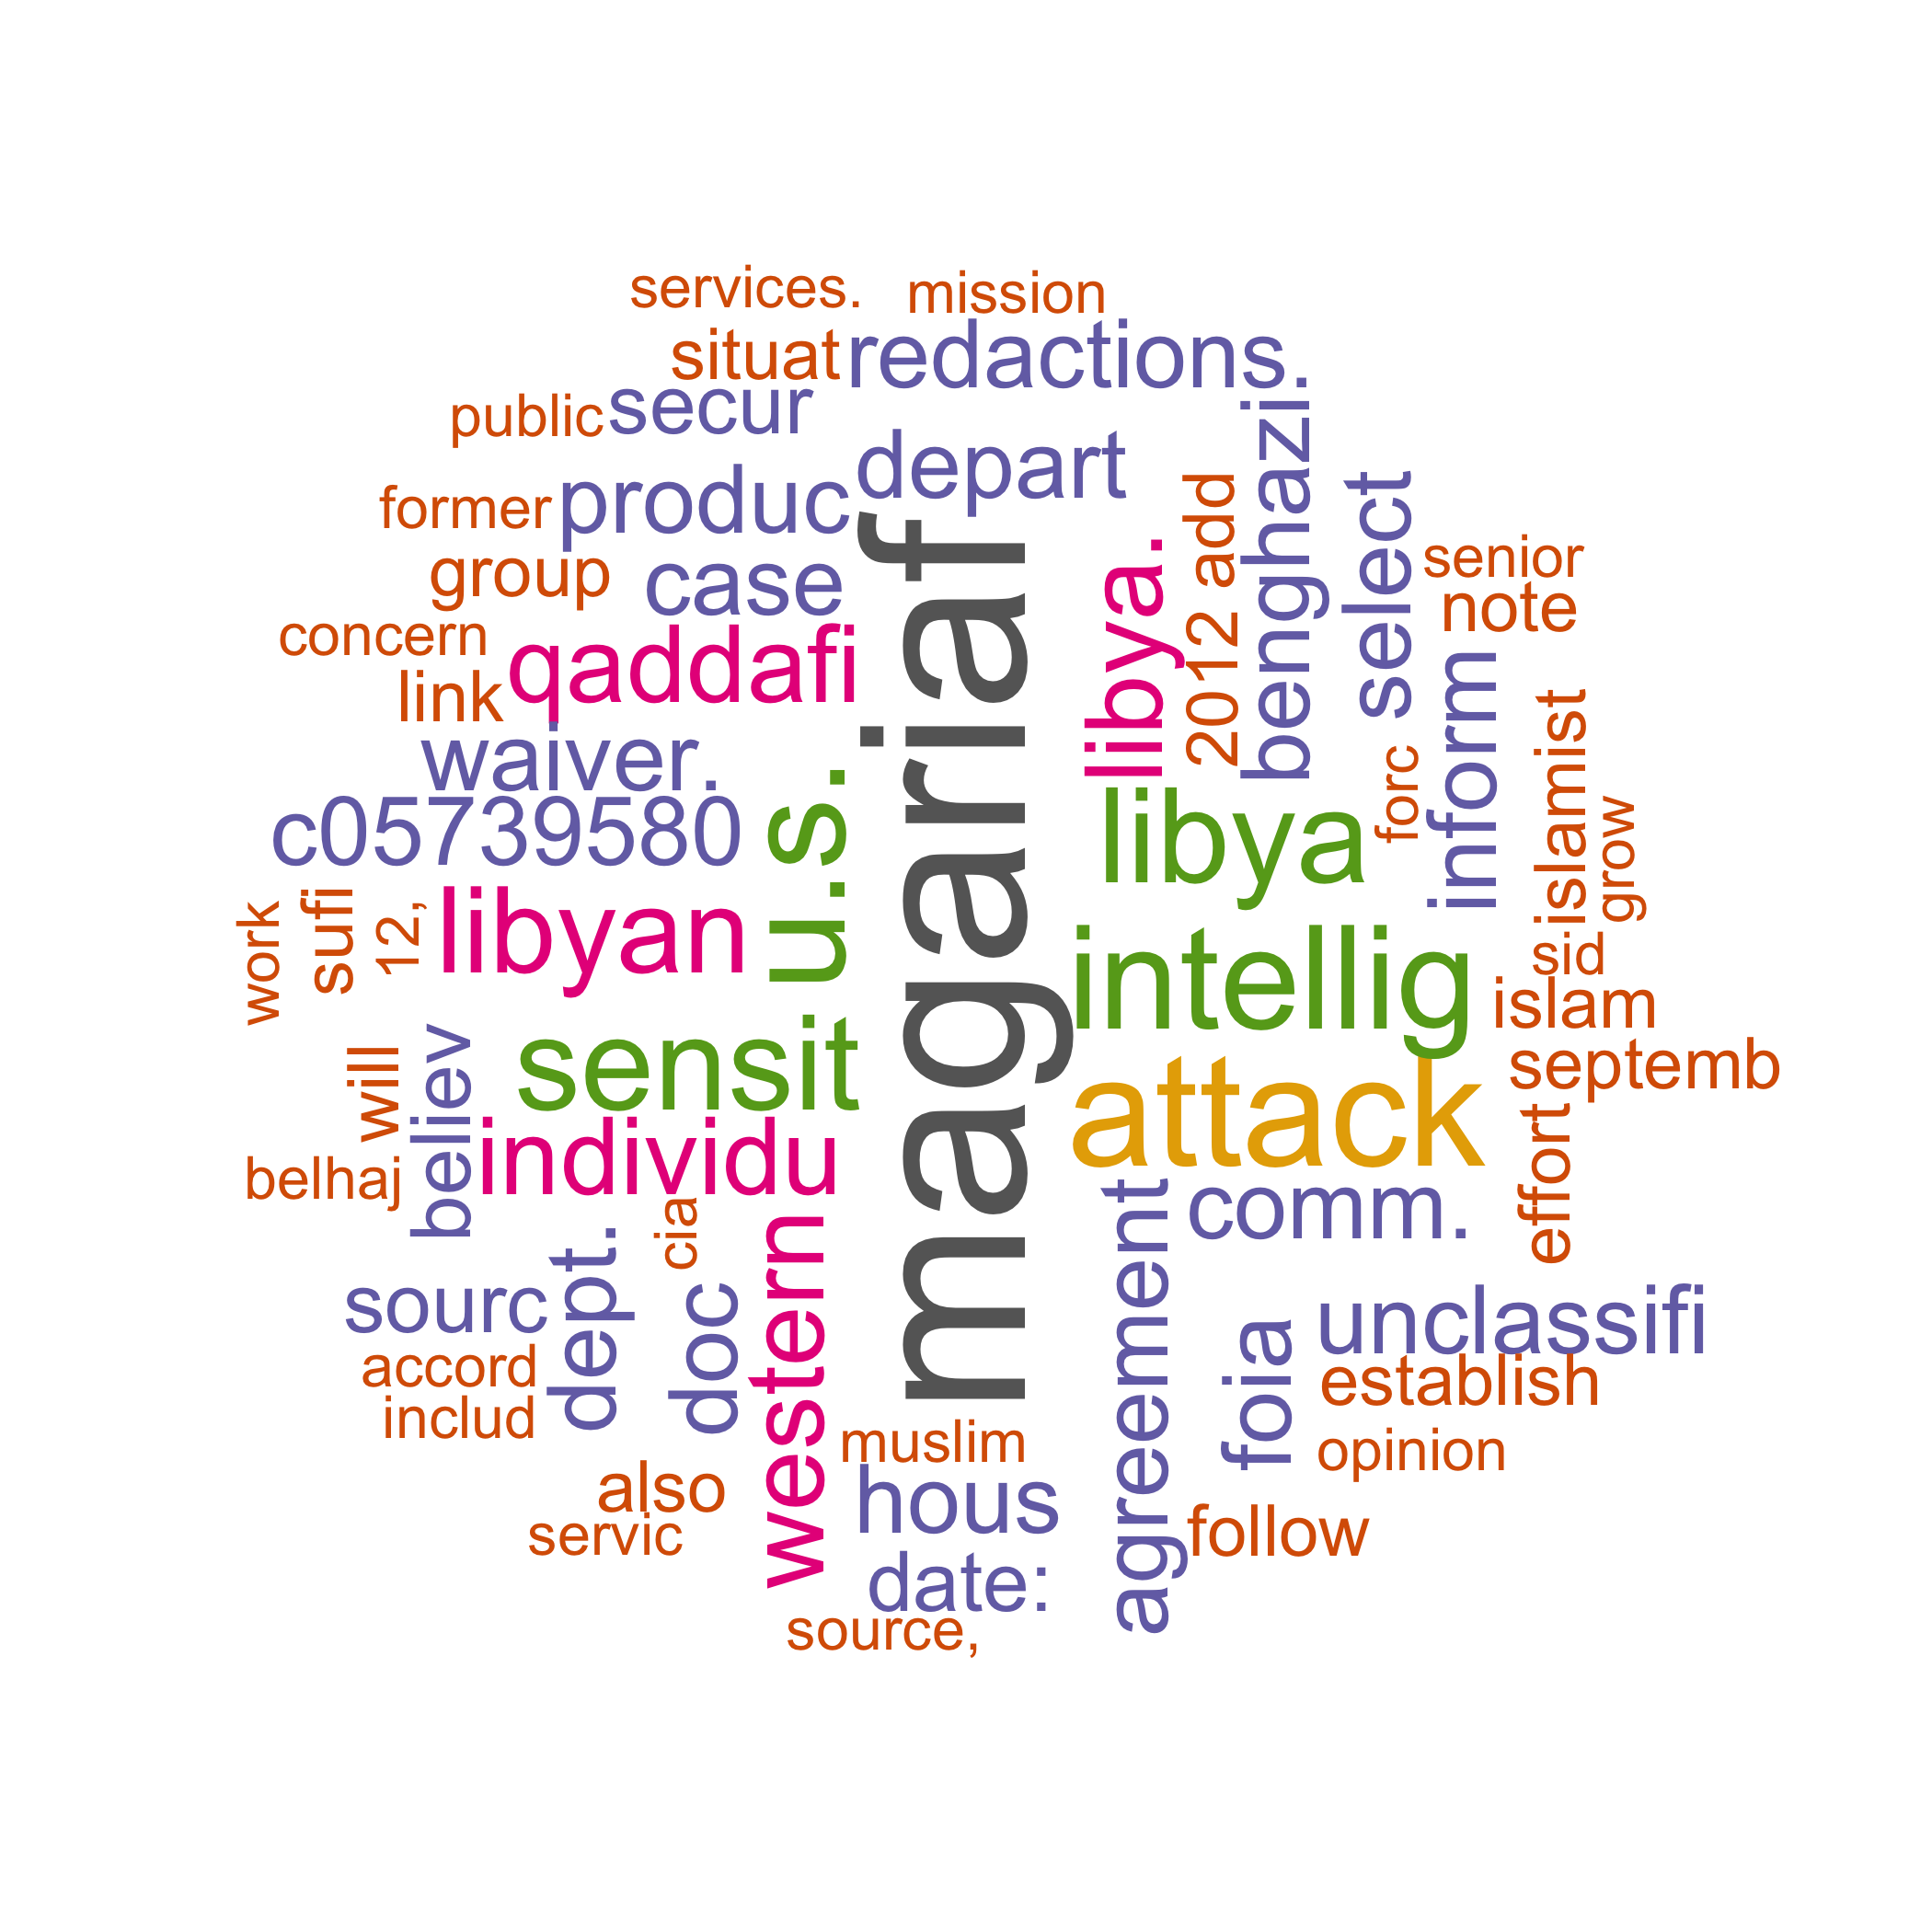 services.
mission
situat
redactions.
public
secur
depart
former
produc
group
case
concern
link
qaddafi
waiver.
c05739580
magariaf
u.s.
libya.
2012
add
benghazi
select
senior
note
inform
forc
islamist
grow
libya
work
sufi
12,
libyan
intellig
sid
islam
septemb
sensit
attack
will
believ
individu
belhaj
effort
comm.
cia
western
agreement
dept.
doc
sourc
accord
includ
foia
unclassifi
establish
opinion
muslim
also
hous
servic
follow
date:
source,